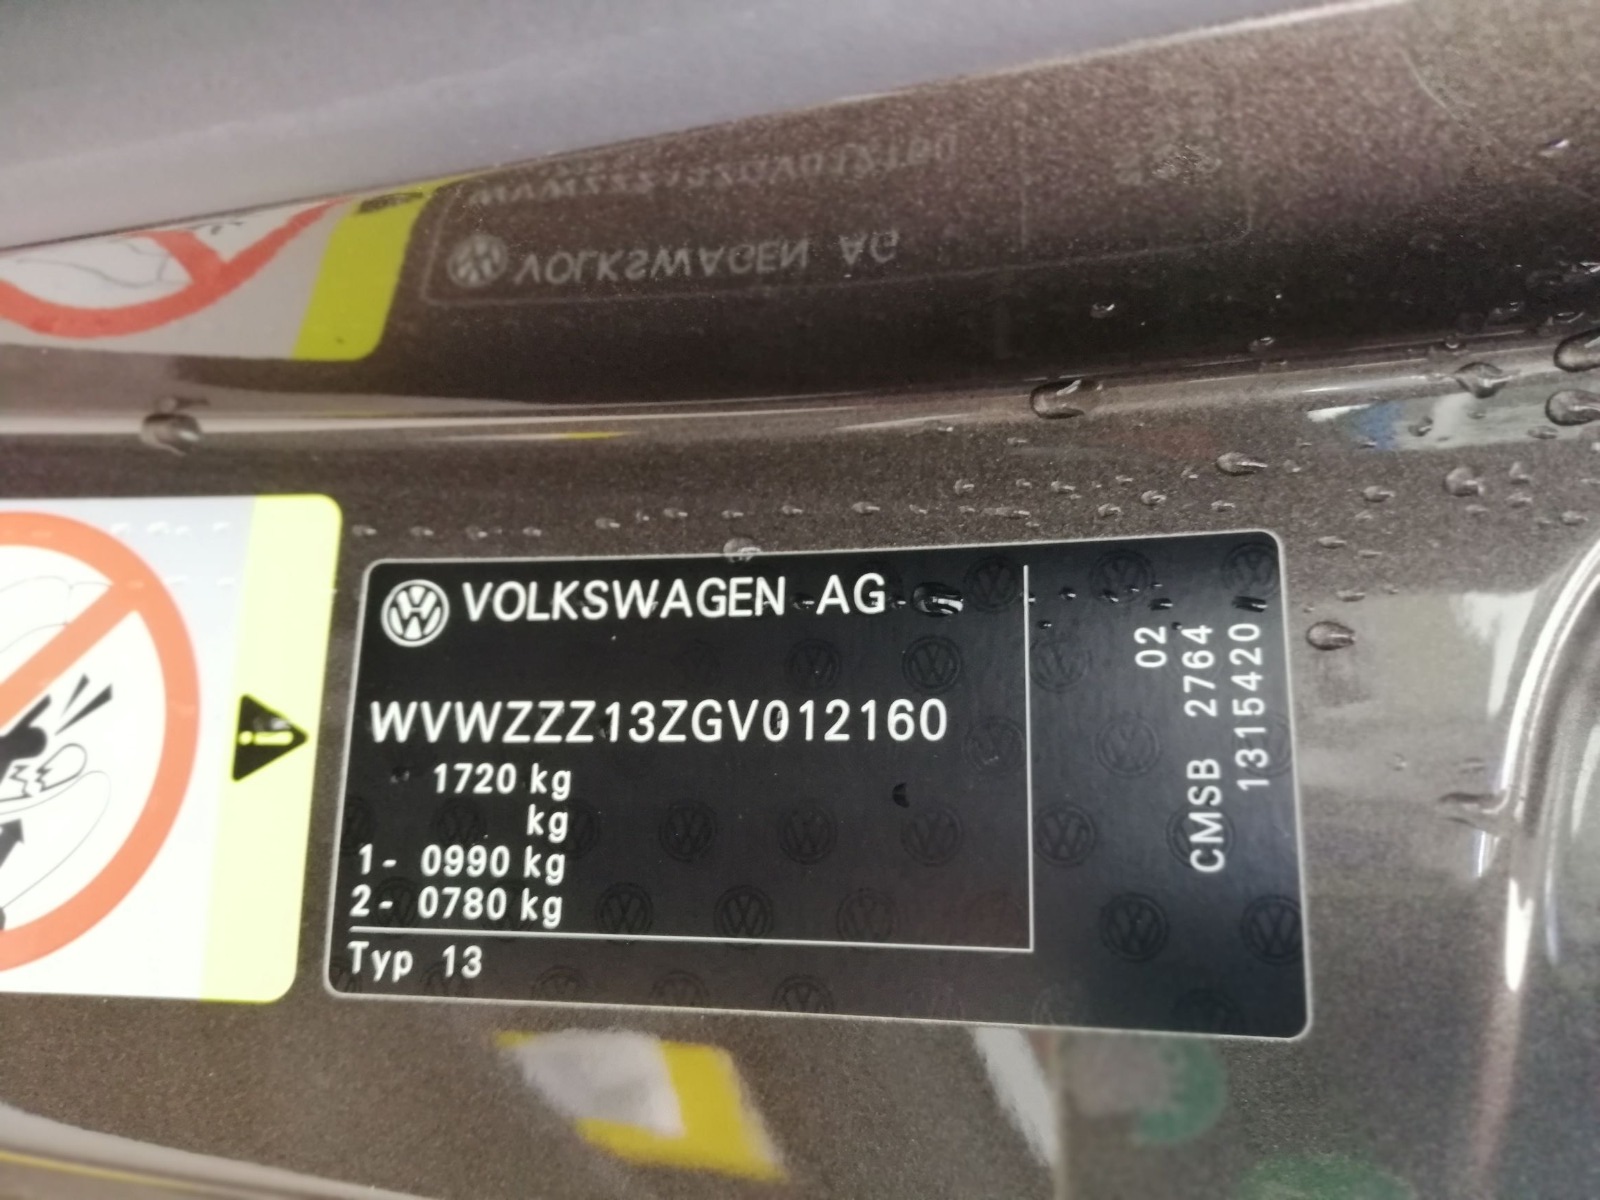 VOLKSWAGEN AG
WVWZZZ13ZGV012160
1720 kg
kg
1- 0990 kg
2- 0780 kg
Typ 13
02
CMSB 2764
1315420
VOLKSWAGEN AG
WVWZZZ13ZGV012160